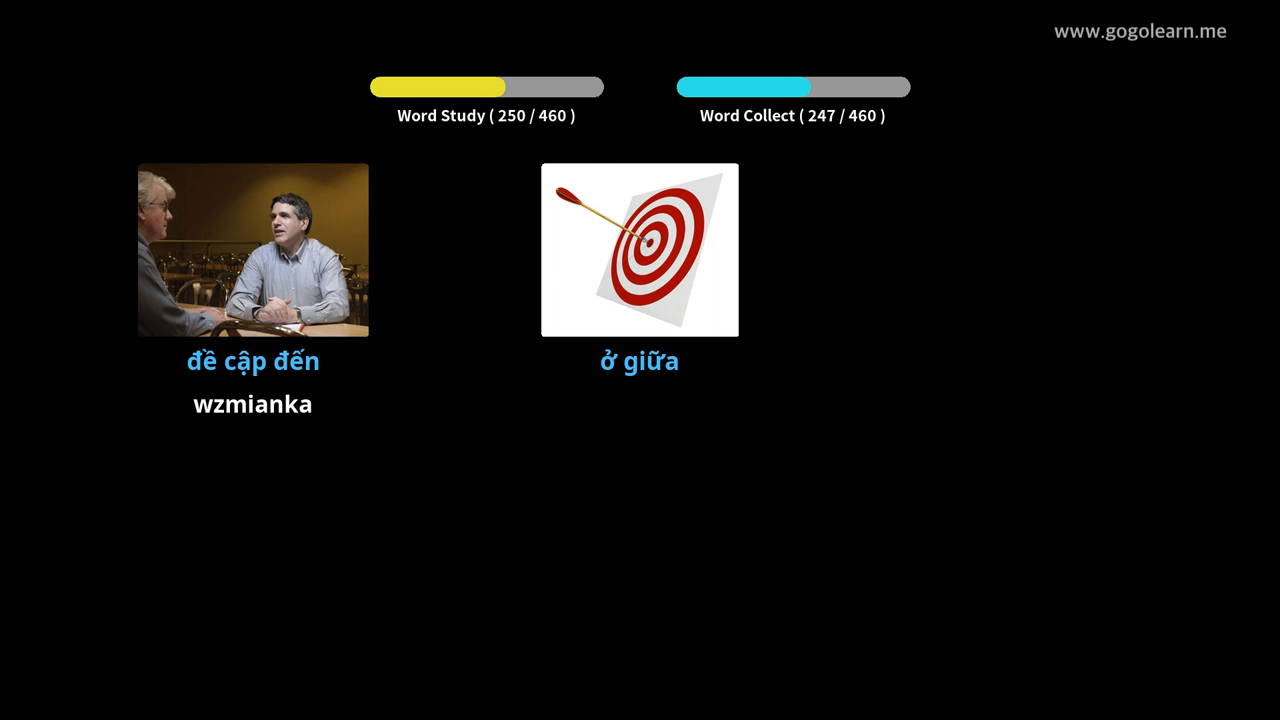 www.gogolearn.me
Word Study ( 250 / 460 )
Word Collect ( 247 / 460 )
đề cập đến
ở giữa
wzmianka